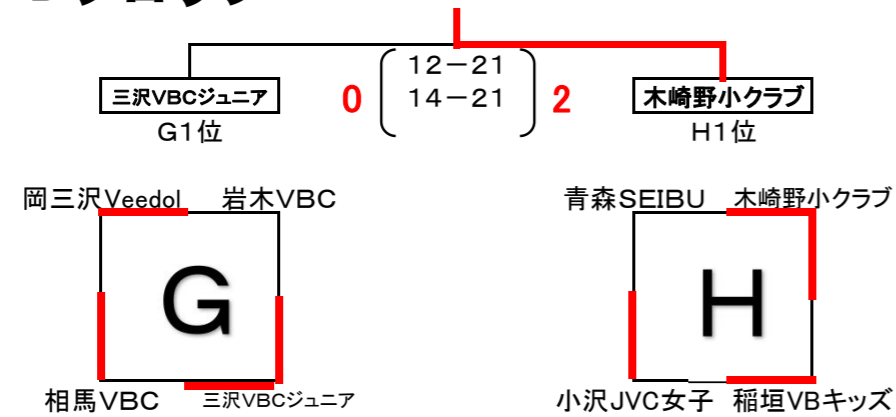 12-21
三沢VBCジュニア 0 14-21 2 木崎野小クラブ
G1位 H1位
岡三沢Veedol 岩木VBC 青森SEIBU 木崎野小クラブ
G H
相馬VBC 三沢VBCジュニア 小沢JVC女子 稲垣VBキッズ